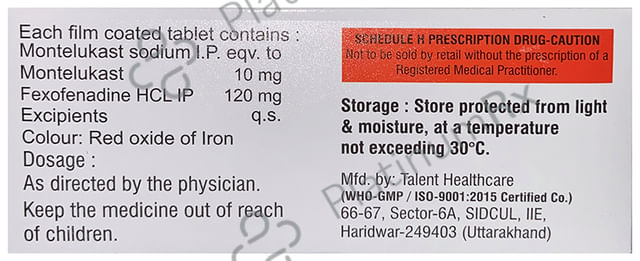 Each film coated tablet contains :
Montelukast sodium I.P. eqv. to
Montelukast 10 mg
Fexofenadine HCL IP 120 mg
Excipients q.s.
Colour: Red oxide of Iron
Dosage :
As directed by the physician.
Keep the medicine out of reach
of children.
SCHEDULE H PRESCRIPTION DRUG-CAUTION
Not to be sold by retail without the prescription of a
Registered Medical Practitioner.
Storage : Store protected from light
& moisture, at a temperature
not exceeding 30°C.
Mfd. by: Talent Healthcare
(WHO-GMP / ISO-9001:2015 Certified Co.)
66-67, Sector-6A, SIDCUL, IIE,
Haridwar-249403 (Uttarakhand)
PlatinumRx